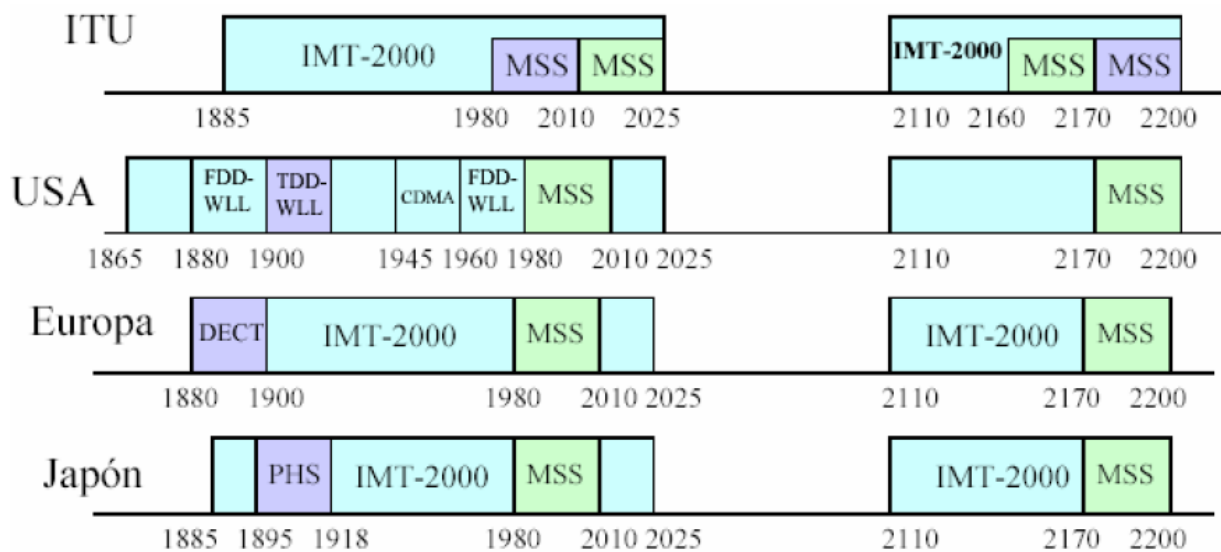 ITU
IMT-2000
MSS
MSS
IMT-2000
MSS
MSS
1885 1980 2010 2025 2110 2160 2170 2200
USA
FDD-
WLL
TDD-
WLL
CDMA
FDD-
WLL
MSS
MSS
1865 1880 1900 1945 1960 1980 2010 2025 2110 2170 2200
Europa
DECT
IMT-2000
MSS
IMT-2000
MSS
1880 1900 1980 2010 2025 2110 2170 2200
Japón
PHS
IMT-2000
MSS
IMT-2000
MSS
1885 1895 1918 1980 2010 2025 2110 2170 2200